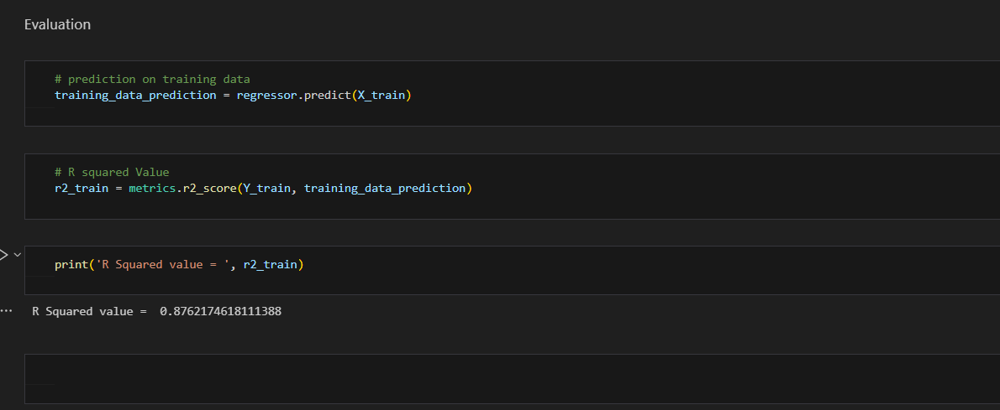 Evaluation
# prediction on training data
training_data_prediction = regressor.predict(X_train)
# R squared Value
r2_train = metrics.r2_score(Y_train, training_data_prediction)
print('R Squared value = ', r2_train)
R Squared value =  0.8762174618111388